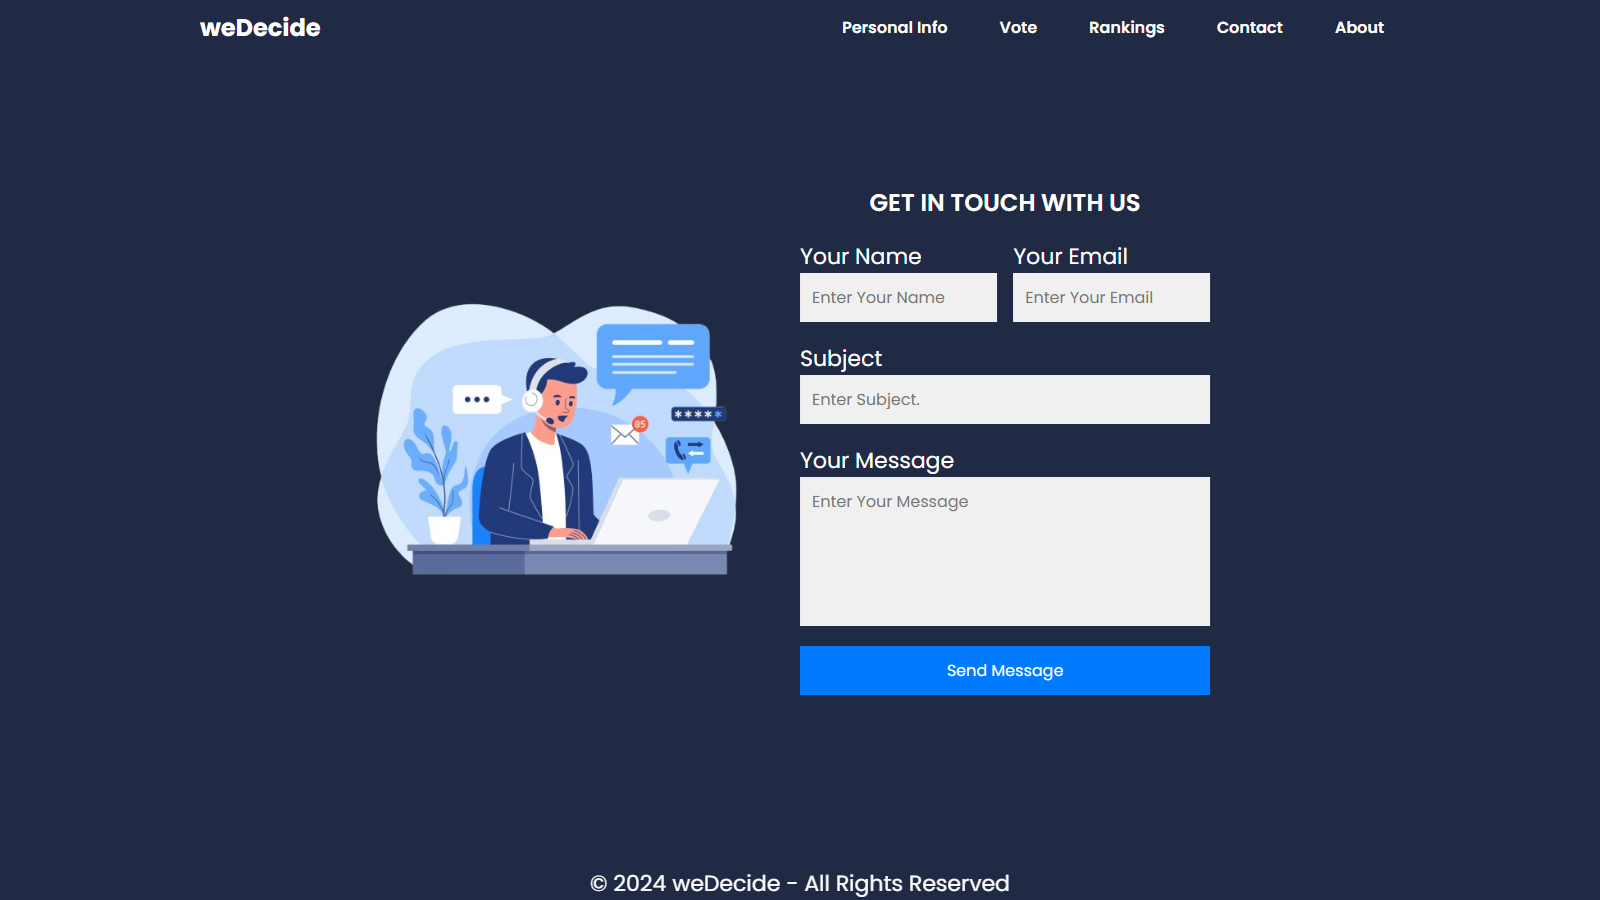 weDecide
Personal Info Vote Rankings Contact About
GET IN TOUCH WITH US
Your Name Your Email
Enter Your Name Enter Your Email
Subject
Enter Subject.
Your Message
Enter Your Message
85
*****
Send Message
© 2024 weDecide - All Rights Reserved